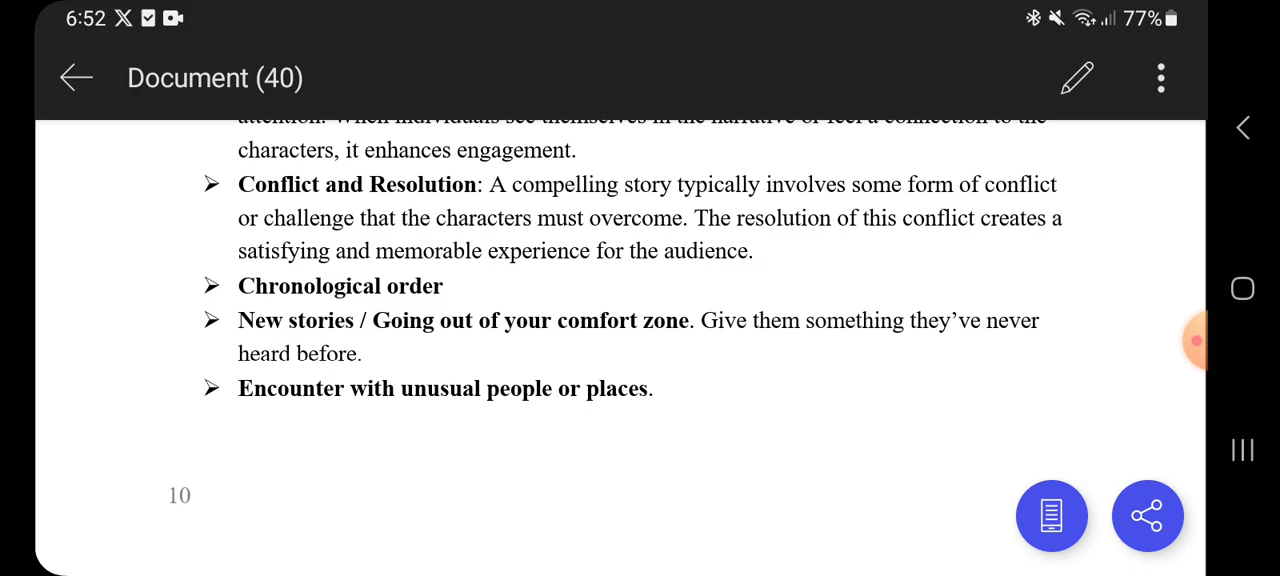 6:52 77%
Document (40)
characters, it enhances engagement.
➢ Conflict and Resolution: A compelling story typically involves some form of conflict
or challenge that the characters must overcome. The resolution of this conflict creates a
satisfying and memorable experience for the audience.
➢ Chronological order
➢ New stories / Going out of your comfort zone. Give them something they’ve never
heard before.
➢ Encounter with unusual people or places.
10